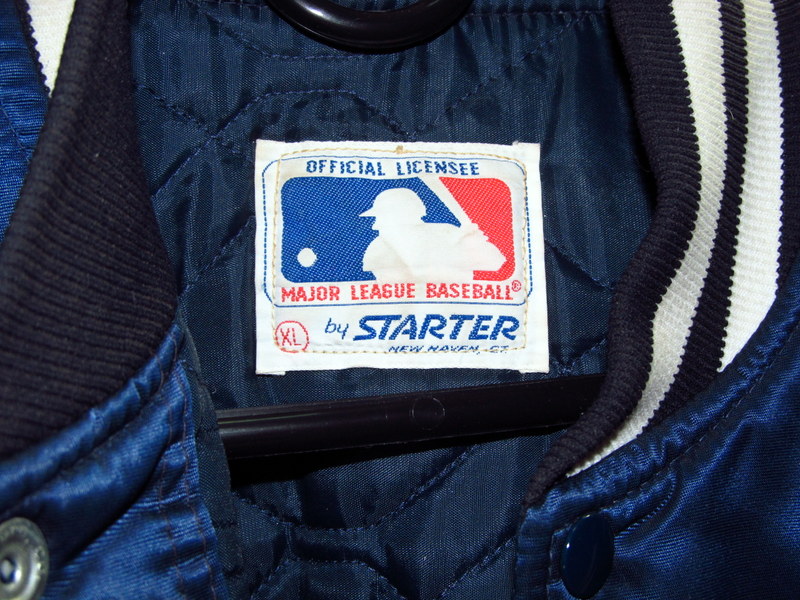 OFFICIAL LICENSEE
MAJOR LEAGUE BASEBALL®
XL by STARTER
NEW HAVEN, CT.